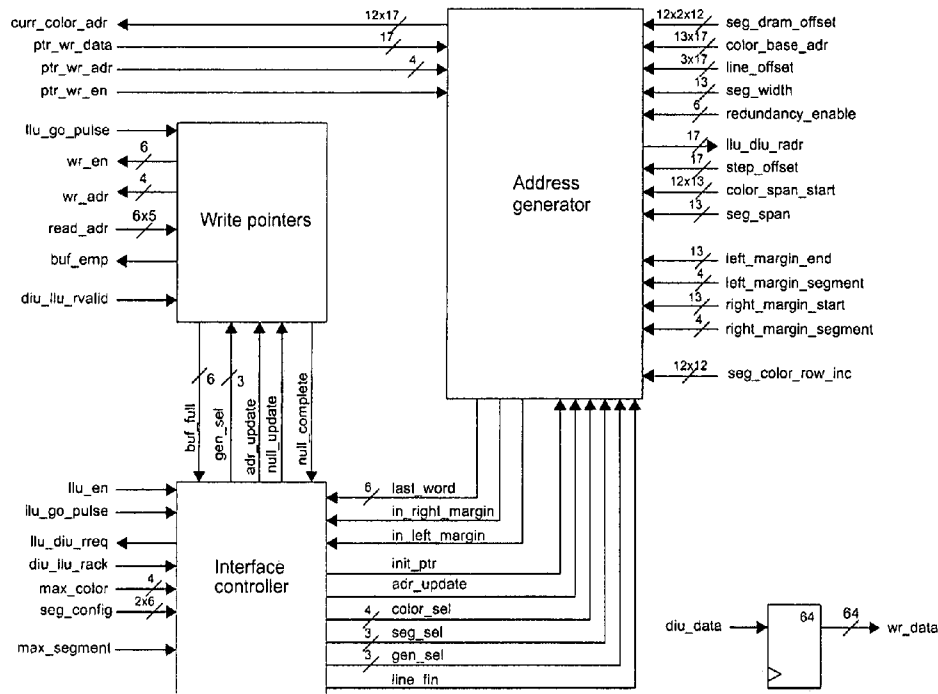 curr_color_adr
12x17
ptr_wr_data
17
ptr_wr_adr
4
ptr_wr_en
llu_go_pulse
wr_en
6
wr_adr
4
read_adr
6x5
buf_emp
diu_llu_rvalid
Write pointers
Address
generator
12x2x12
seg_dram_offset
13x17
color_base_adr
3x17
line_offset
13
seg_width
6
redundancy_enable
17
llu_diu_radr
17
step_offset
12x13
color_span_start
13
seg_span
13
left_margin_end
4
left_margin_segment
13
right_margin_start
4
right_margin_segment
12x12
seg_color_row_inc
6
3
buf_full
gen_sel
adr_update
null_update
null_complete
llu_en
llu_go_pulse
llu_diu_rreq
diu_llu_rack
max_color
4
seg_config
2x6
max_segment
Interface
controller
6
last_word
in_right_margin
in_left_margin
init_ptr
adr_update
4
color_sel
3
seg_sel
3
gen_sel
line_fin
diu_data
64
64
wr_data